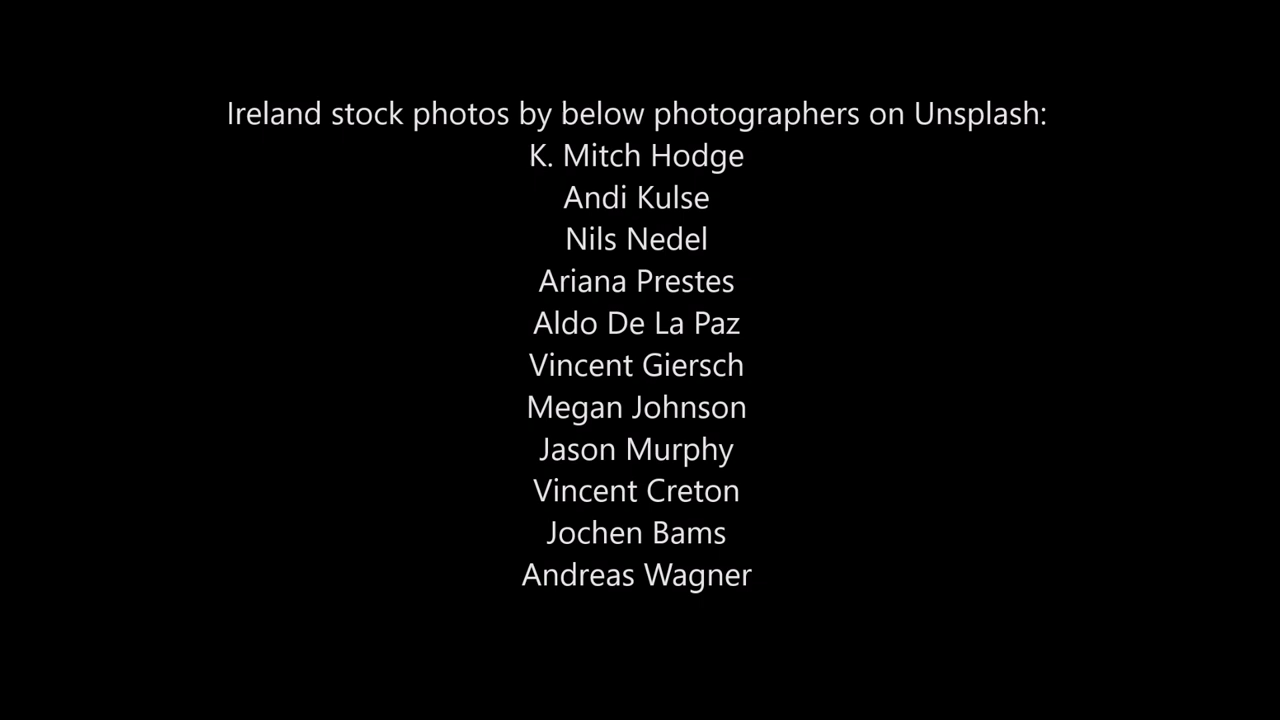 Ireland stock photos by below photographers on Unsplash:
K. Mitch Hodge
Andi Kulse
Nils Nedel
Ariana Prestes
Aldo De La Paz
Vincent Giersch
Megan Johnson
Jason Murphy
Vincent Creton
Jochen Bams
Andreas Wagner